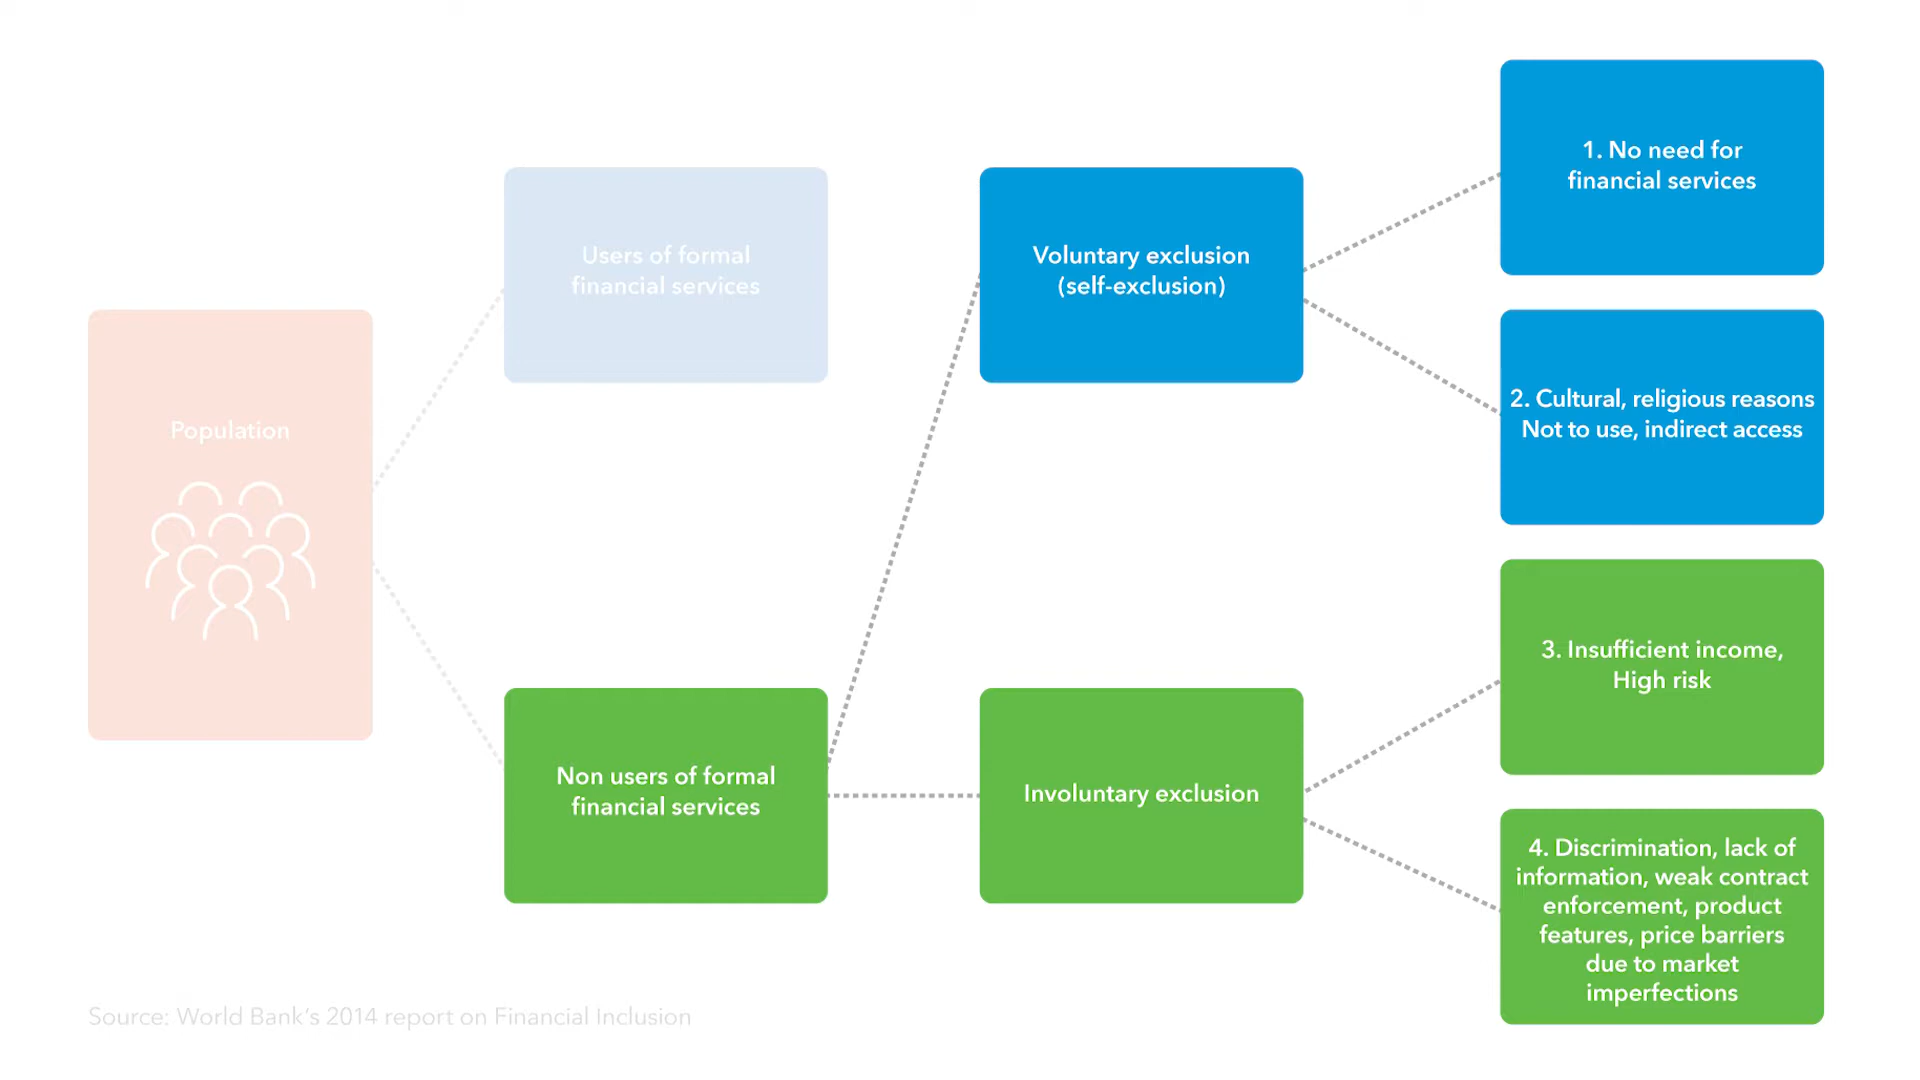 Population
Users of formal
financial services
Non users of formal
financial services
Voluntary exclusion
(self-exclusion)
Involuntary exclusion
1. No need for
financial services
2. Cultural, religious reasons
Not to use, indirect access
3. Insufficient income,
High risk
4. Discrimination, lack of
information, weak contract
enforcement, product
features, price barriers
due to market
imperfections
Source: World Bank’s 2014 report on Financial Inclusion